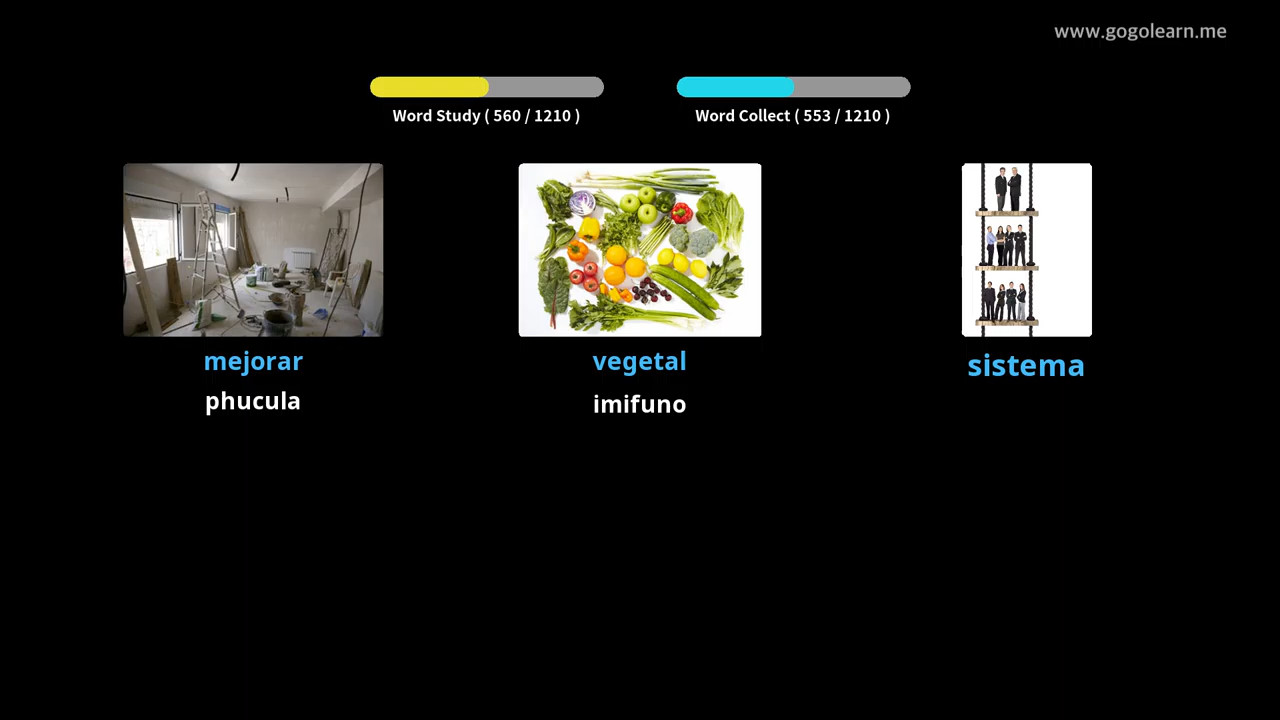 www.gogolearn.me
Word Study ( 560 / 1210 )
Word Collect ( 553 / 1210 )
mejorar
phucula
vegetal
imifuno
sistema